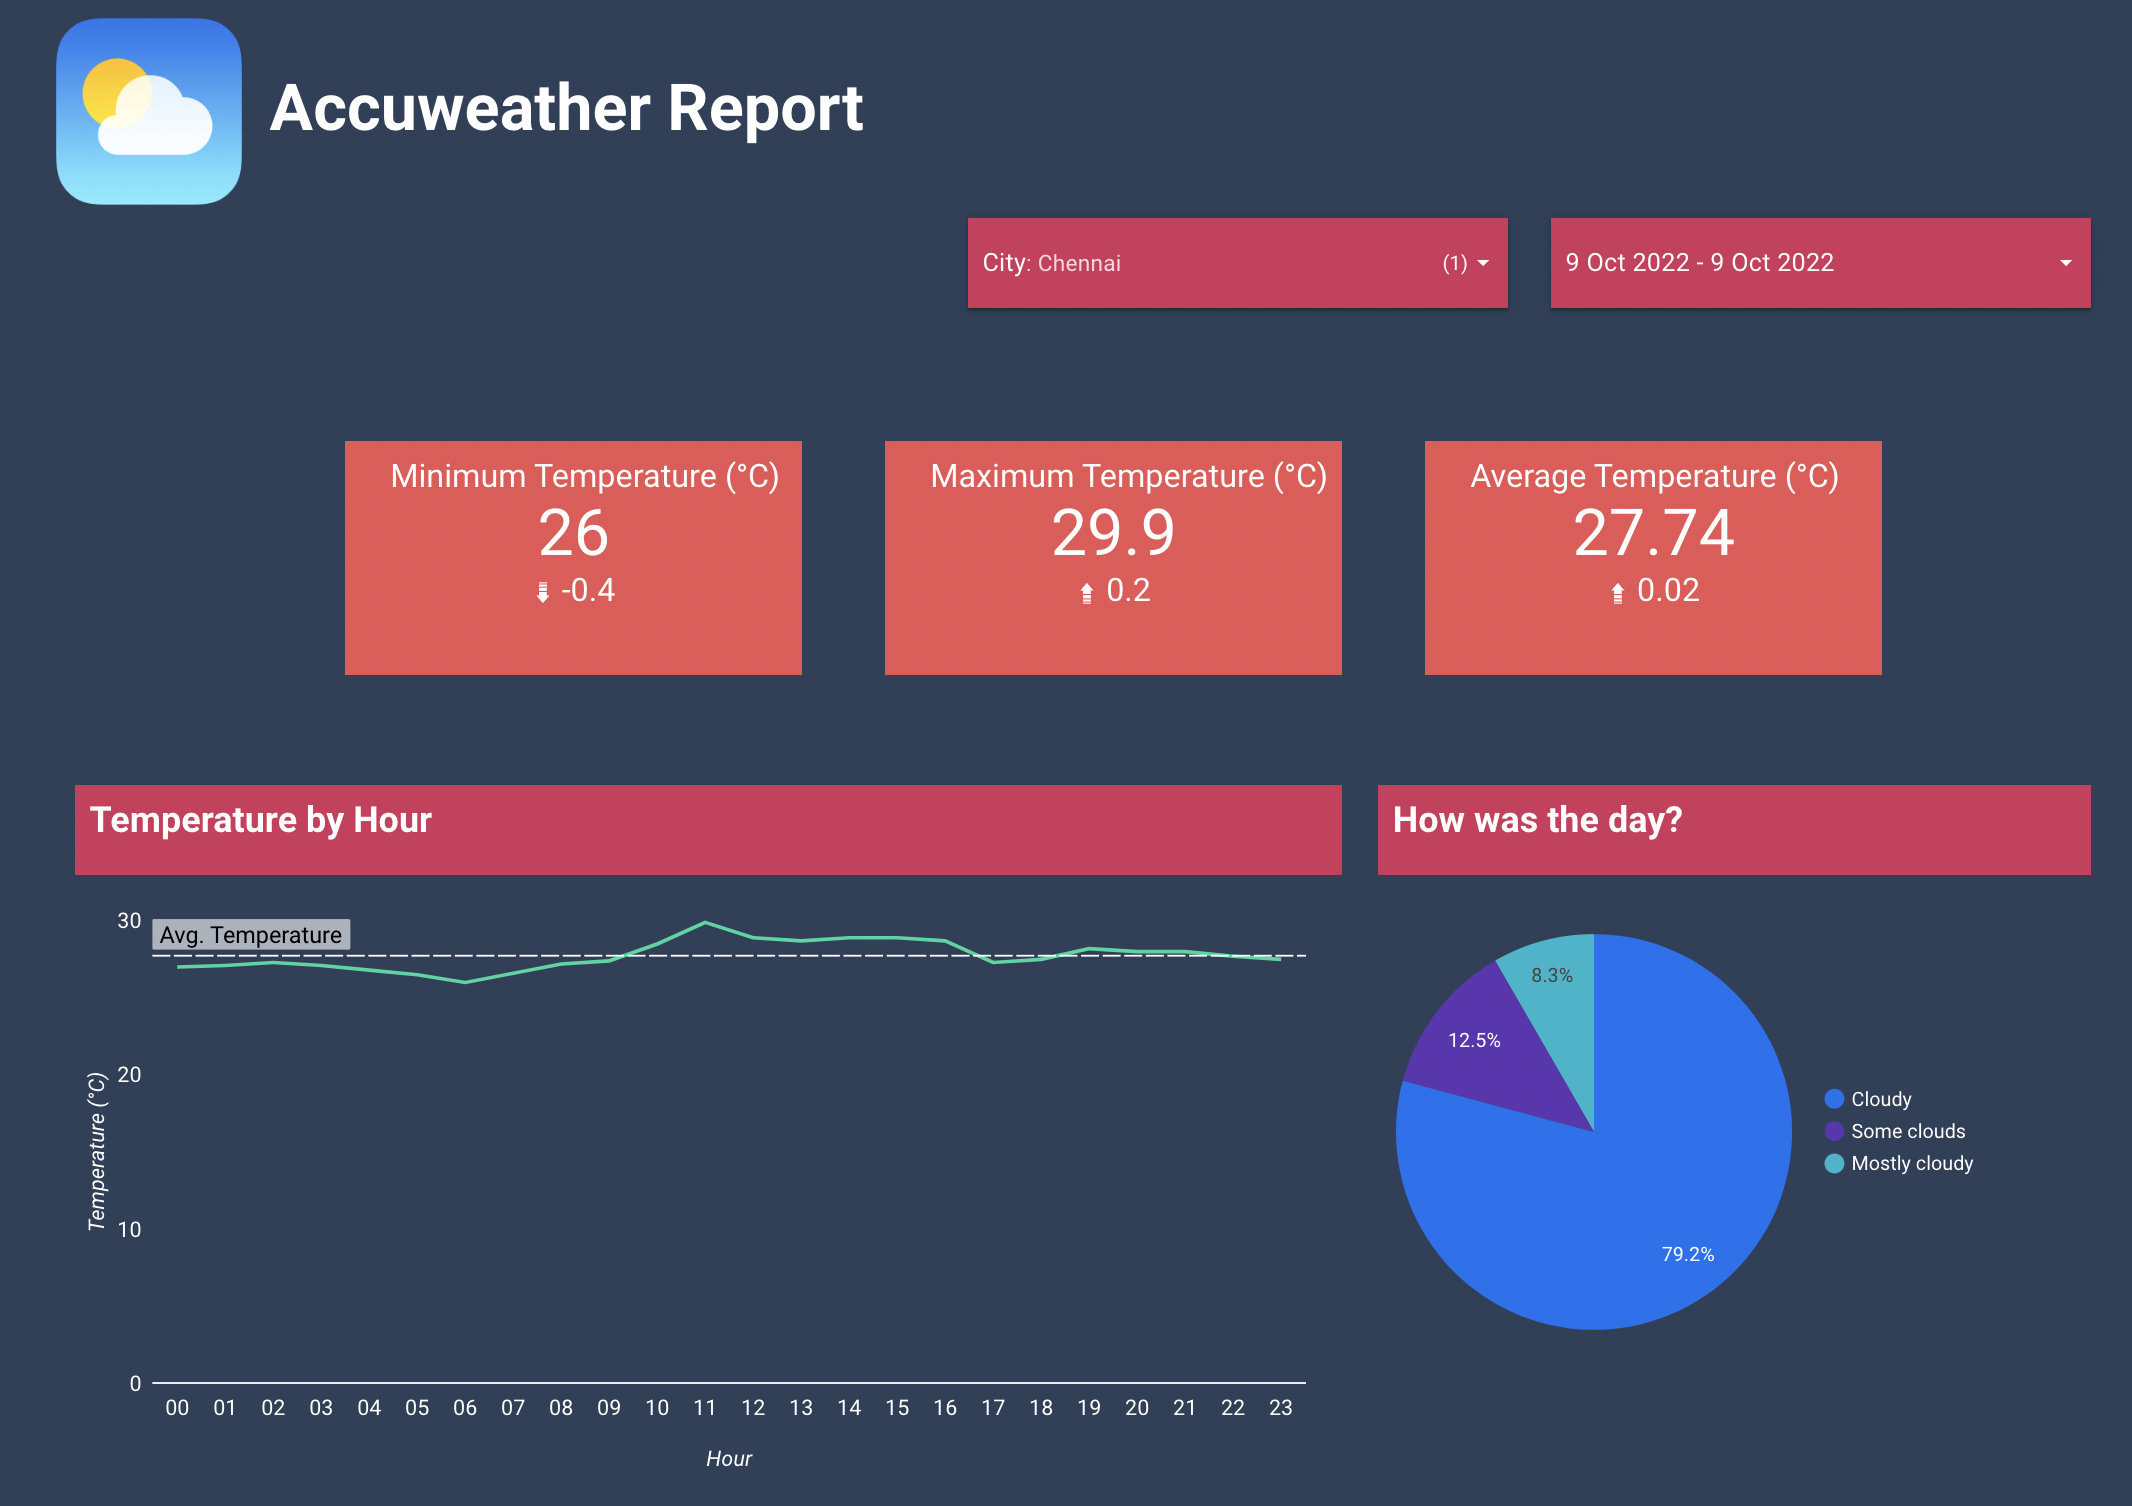 Accuweather Report
City: Chennai (1)
9 Oct 2022 - 9 Oct 2022
Minimum Temperature (°C)
26
-0.4
Maximum Temperature (°C)
29.9
0.2
Average Temperature (°C)
27.74
0.02
Temperature by Hour
30
Avg. Temperature
20
10
0
Temperature (°C)
00 01 02 03 04 05 06 07 08 09 10 11 12 13 14 15 16 17 18 19 20 21 22 23
Hour
How was the day?
8.3%
12.5%
79.2%
Cloudy
Some clouds
Mostly cloudy